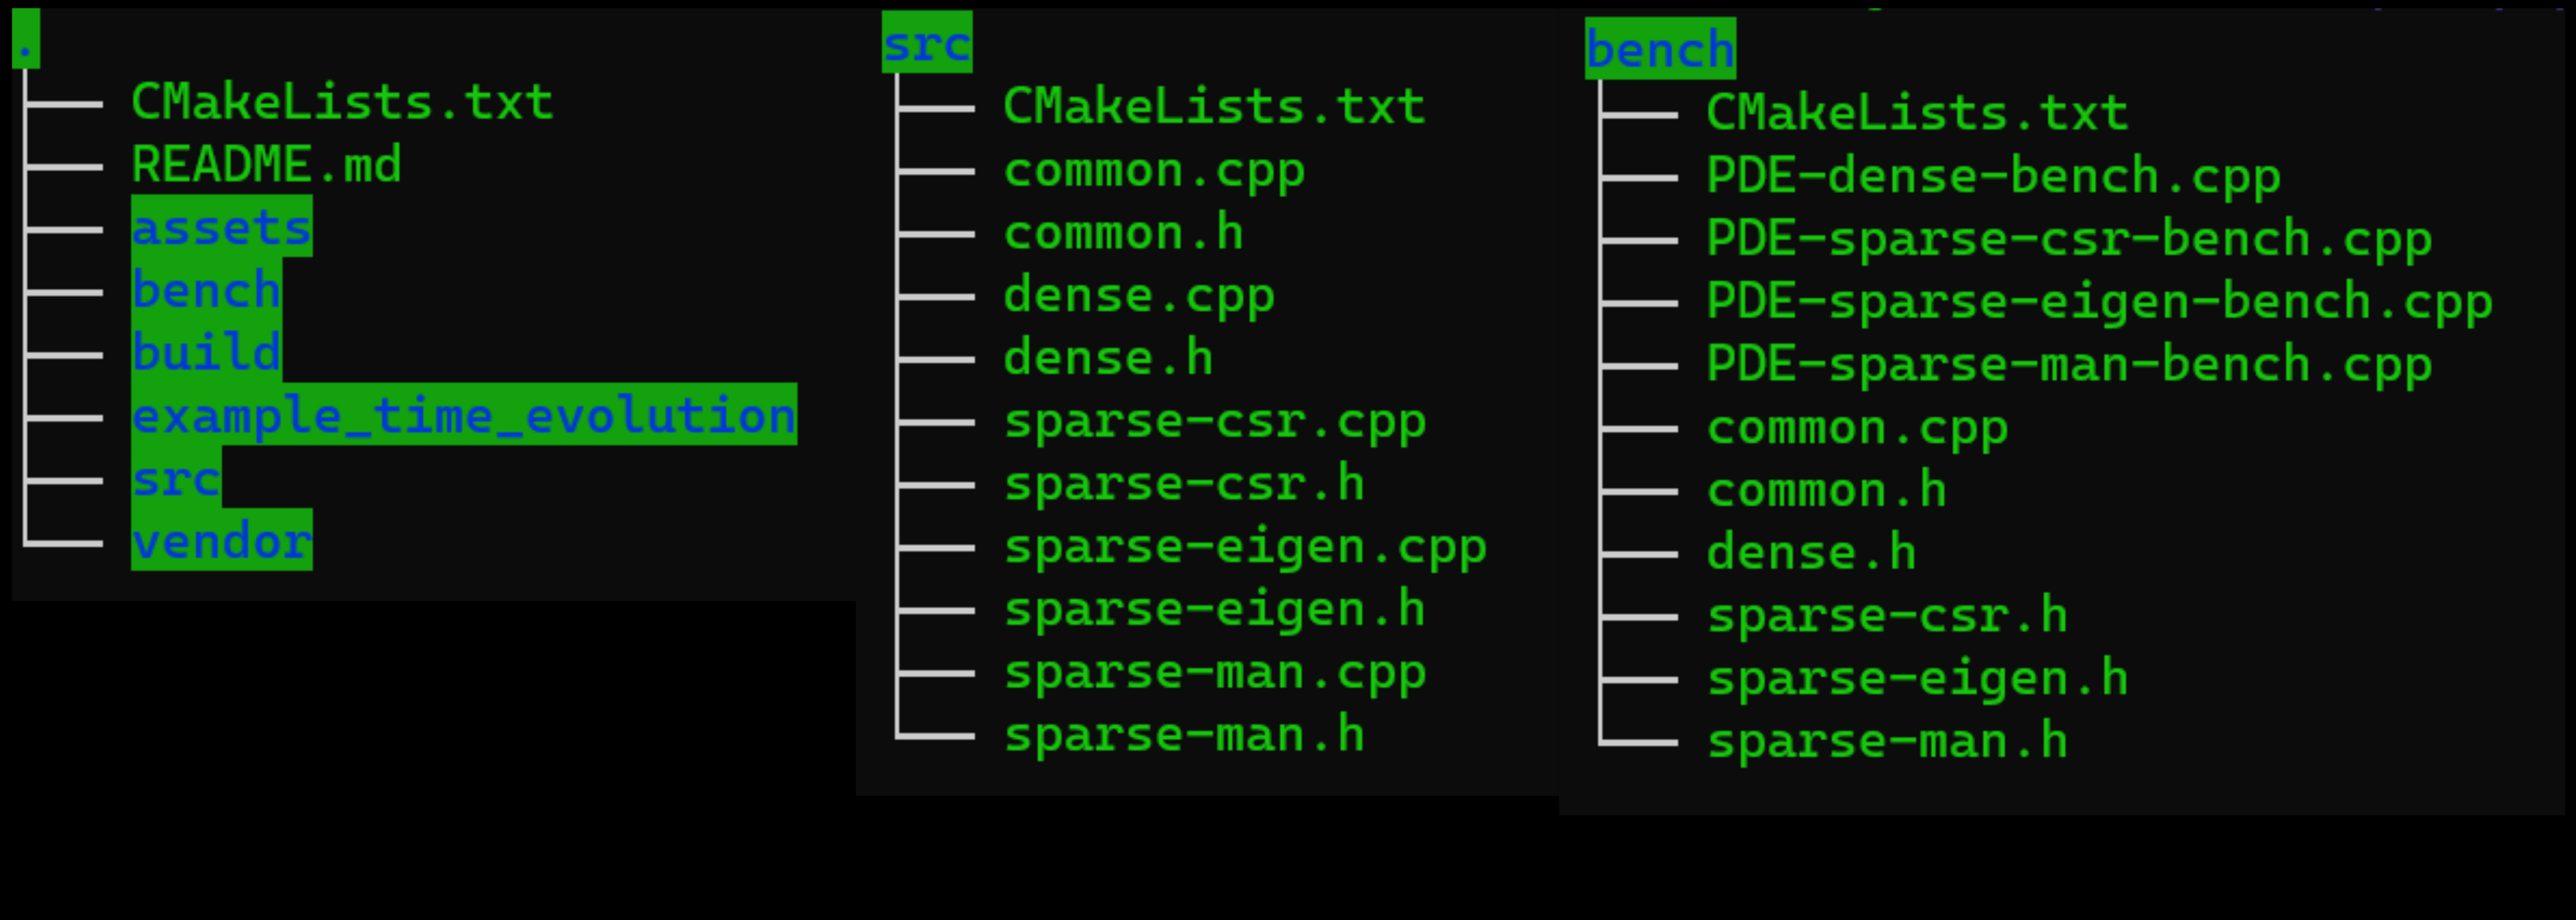 .
CMakeLists.txt
README.md
assets
bench
build
example_time_evolution
src
vendor
src
CMakeLists.txt
common.cpp
common.h
dense.cpp
dense.h
sparse-csr.cpp
sparse-csr.h
sparse-eigen.cpp
sparse-eigen.h
sparse-man.cpp
sparse-man.h
bench
CMakeLists.txt
PDE-dense-bench.cpp
PDE-sparse-csr-bench.cpp
PDE-sparse-eigen-bench.cpp
PDE-sparse-man-bench.cpp
common.cpp
common.h
dense.h
sparse-csr.h
sparse-eigen.h
sparse-man.h